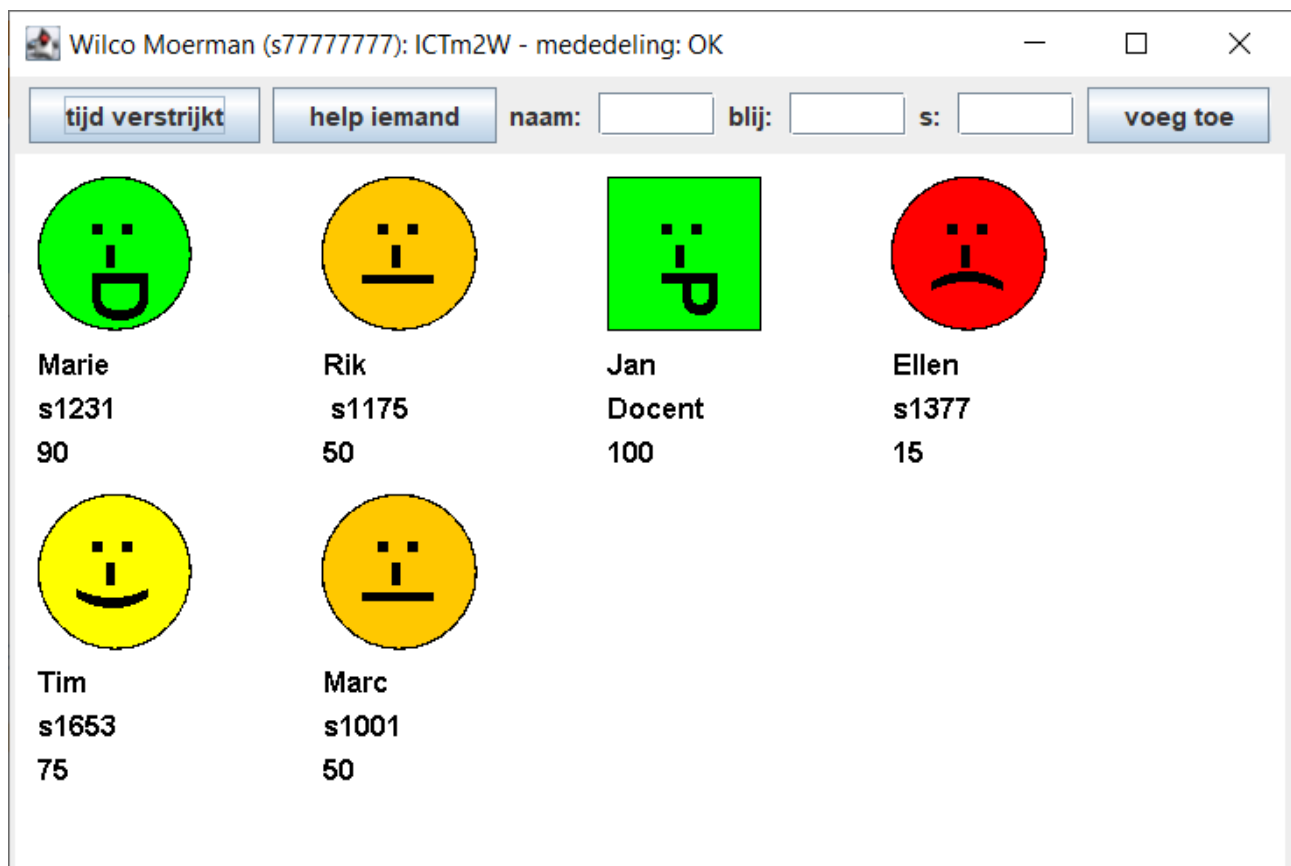 Wilco Moerman (s77777777): ICTm2W - mededeling: OK
tijd verstrijkt help iemand naam: blij: s: voeg toe
Marie Rik Jan Ellen
s1231 s1175 Docent s1377
90 50 100 15
Tim Marc
s1653 s1001
75 50